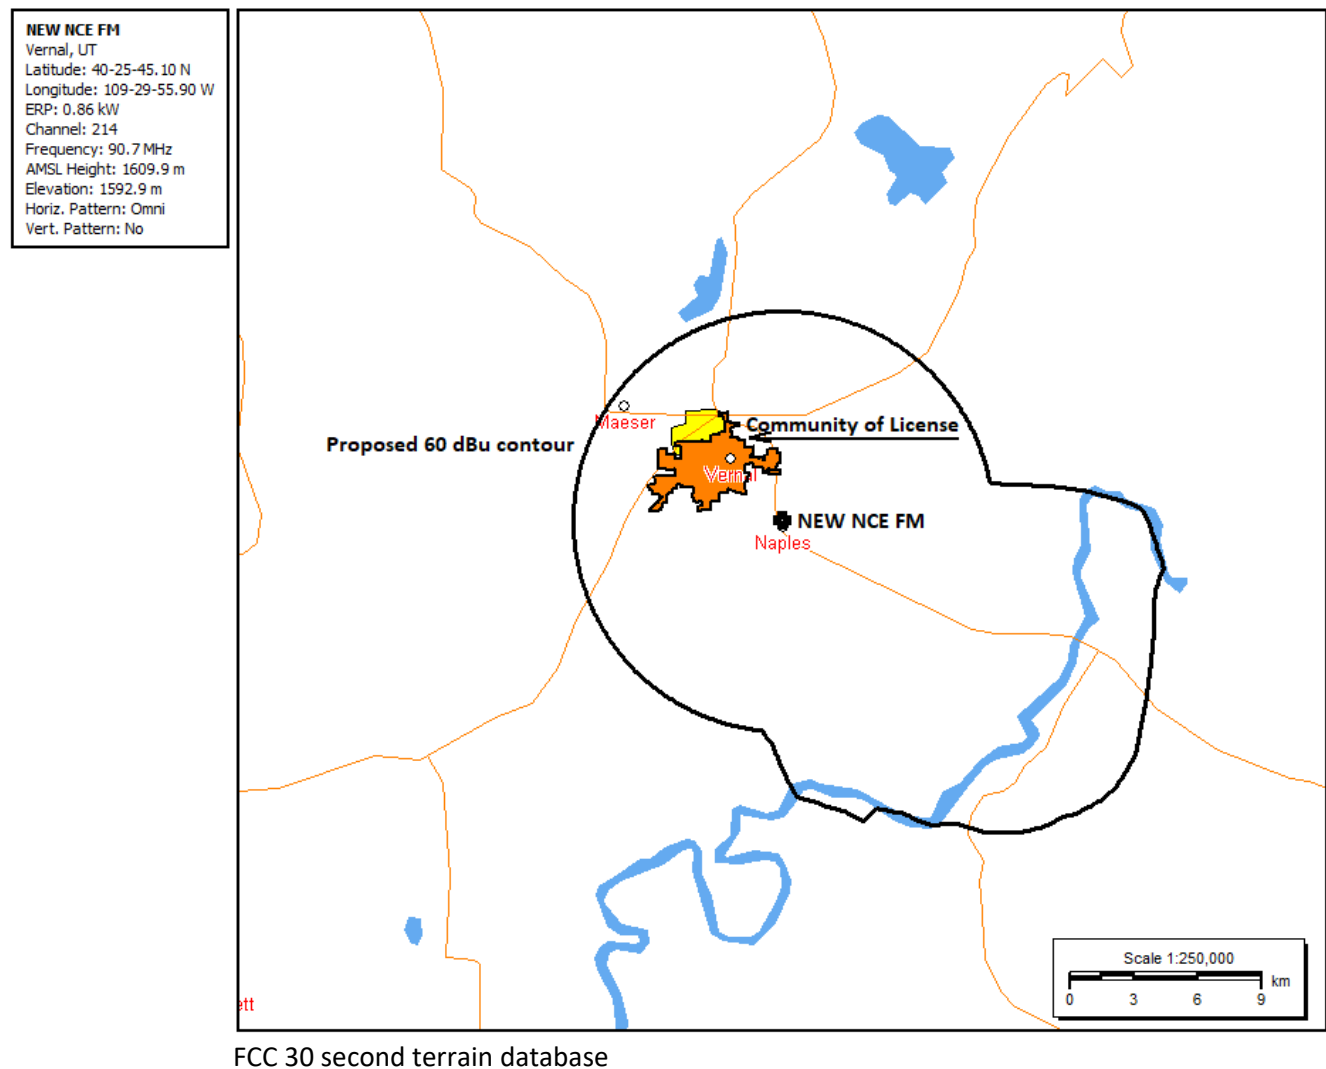 NEW NCE FM
Vernal, UT
Latitude: 40-25-45.10 N
Longitude: 109-29-55.90 W
ERP: 0.86 kW
Channel: 214
Frequency: 90.7 MHz
AMSL Height: 1609.9 m
Elevation: 1592.9 m
Horiz. Pattern: Omni
Vert. Pattern: No
Maeser
Community of License
Proposed 60 dBu contour
Vernal
NEW NCE FM
Naples
Scale 1:250,000
km
0 3 6 9
ett
FCC 30 second terrain database